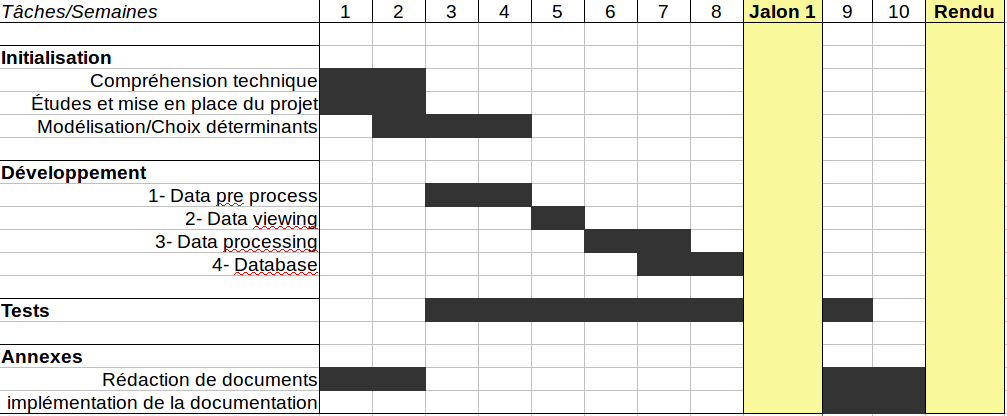 Tâches/Semaines 1 2 3 4 5 6 7 8 Jalon 1 9 10 Rendu
Initialisation
Compréhension technique
Études et mise en place du projet
Modélisation/Choix déterminants
Développement
1- Data pre process
2- Data viewing
3- Data processing
4- Database
Tests
Annexes
Rédaction de documents
implémentation de la documentation